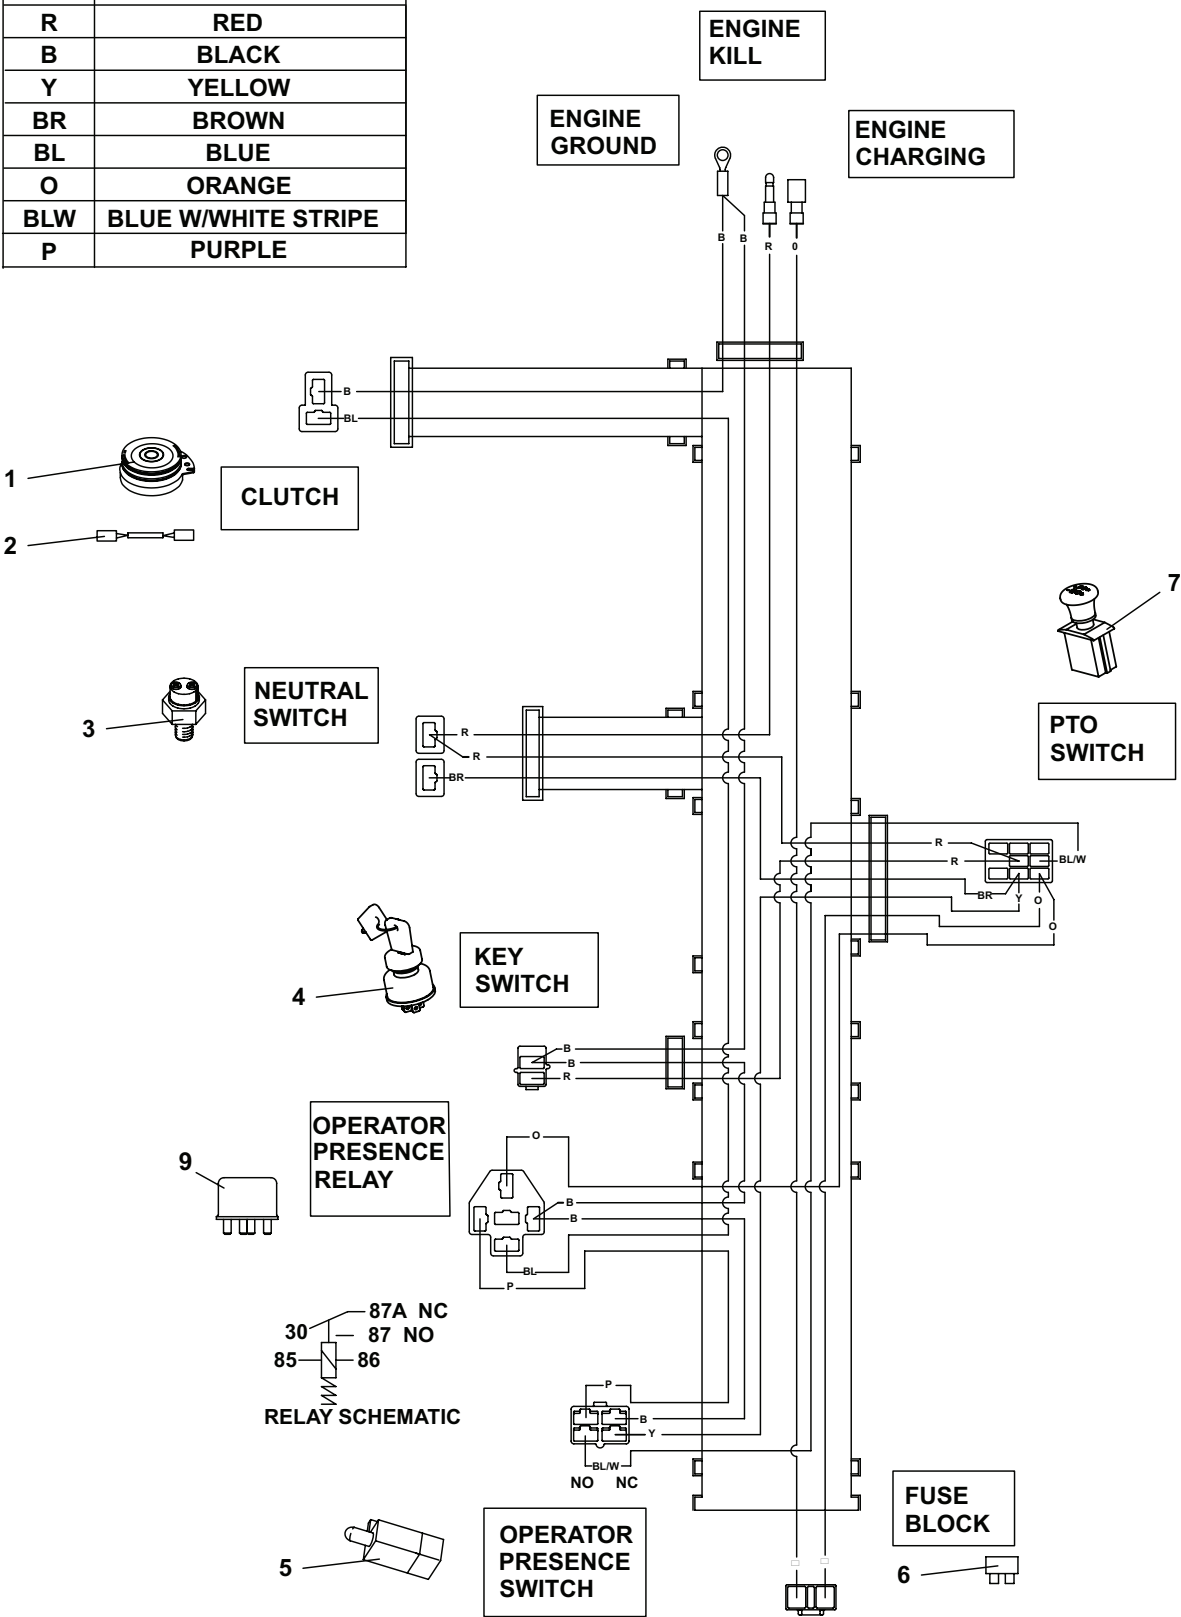 R RED
B BLACK
Y YELLOW
BR BROWN
BL BLUE
O ORANGE
BLW BLUE W/WHITE STRIPE
P PURPLE
ENGINE
KILL
ENGINE
GROUND
ENGINE
CHARGING
B B R 0
B
BL
1
CLUTCH
2
7
NEUTRAL
SWITCH
3
R
R
BR
PTO
SWITCH
R
R
BL/W
BR
Y
O
O
KEY
SWITCH
4
B
B
R
OPERATOR
PRESENCE
RELAY
9
O
B
B
BL
P
87A NC
30
87 NO
85
86
RELAY SCHEMATIC
P
B
Y
BL/W
NO NC
OPERATOR
PRESENCE
SWITCH
5
FUSE
BLOCK
6